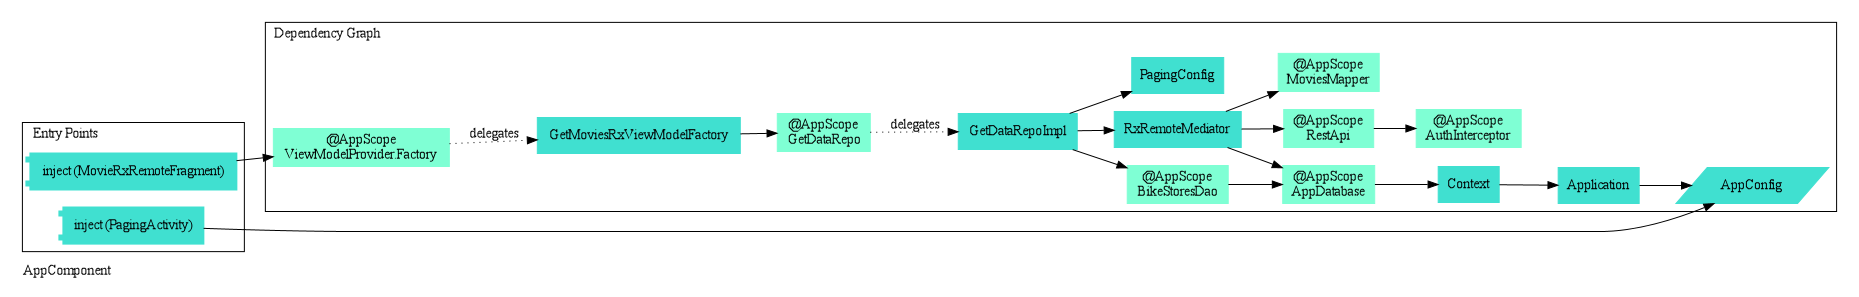 Dependency Graph
Entry Points
inject (MovieRxRemoteFragment)
inject (PagingActivity)
AppComponent
@AppScope
ViewModelProvider.Factory
delegates
GetMoviesRxViewModelFactory
@AppScope
GetDataRepo
delegates
GetDataRepoImpl
PagingConfig
RxRemoteMediator
@AppScope
BikeStoresDao
@AppScope
MoviesMapper
@AppScope
RestApi
@AppScope
AppDatabase
@AppScope
AuthInterceptor
Context
Application
AppConfig